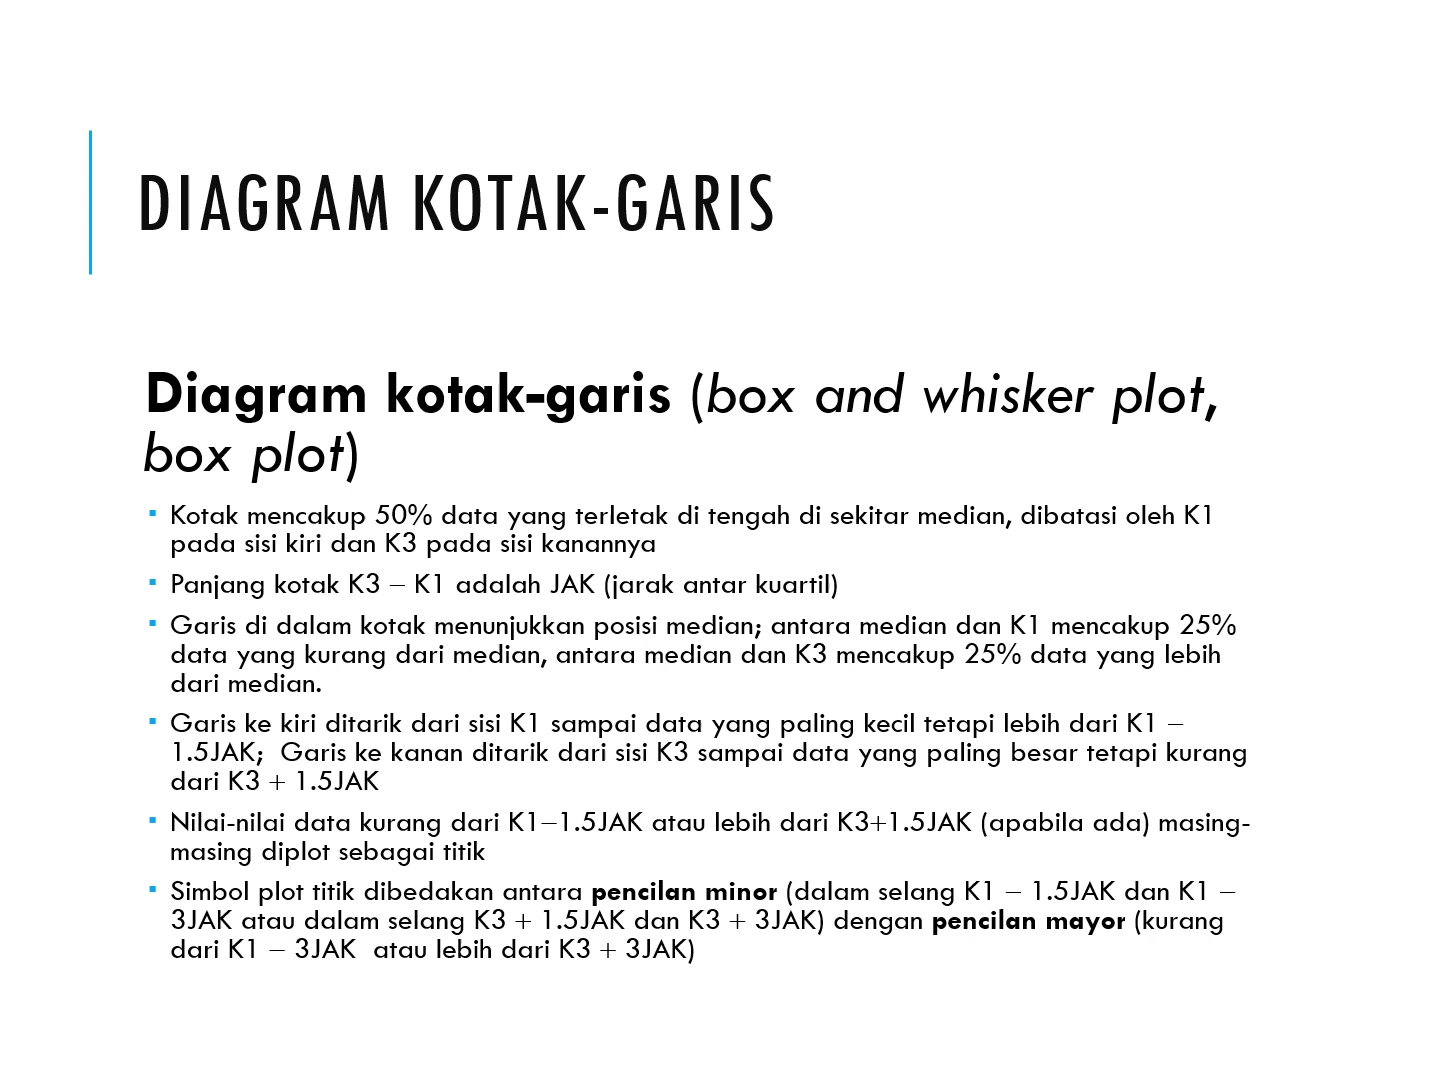 DIAGRAM KOTAK-GARIS
Diagram kotak-garis (box and whisker plot,
box plot)
▪ Kotak mencakup 50% data yang terletak di tengah di sekitar median, dibatasi oleh K1
pada sisi kiri dan K3 pada sisi kanannya
▪ Panjang kotak K3 – K1 adalah JAK (jarak antar kuartil)
▪ Garis di dalam kotak menunjukkan posisi median; antara median dan K1 mencakup 25%
data yang kurang dari median, antara median dan K3 mencakup 25% data yang lebih
dari median.
▪ Garis ke kiri ditarik dari sisi K1 sampai data yang paling kecil tetapi lebih dari K1 –
1.5JAK;  Garis ke kanan ditarik dari sisi K3 sampai data yang paling besar tetapi kurang
dari K3 + 1.5JAK
▪ Nilai-nilai data kurang dari K1–1.5JAK atau lebih dari K3+1.5JAK (apabila ada) masing-
masing diplot sebagai titik
▪ Simbol plot titik dibedakan antara pencilan minor (dalam selang K1 – 1.5JAK dan K1 –
3JAK atau dalam selang K3 + 1.5JAK dan K3 + 3JAK) dengan pencilan mayor (kurang
dari K1 – 3JAK  atau lebih dari K3 + 3JAK)